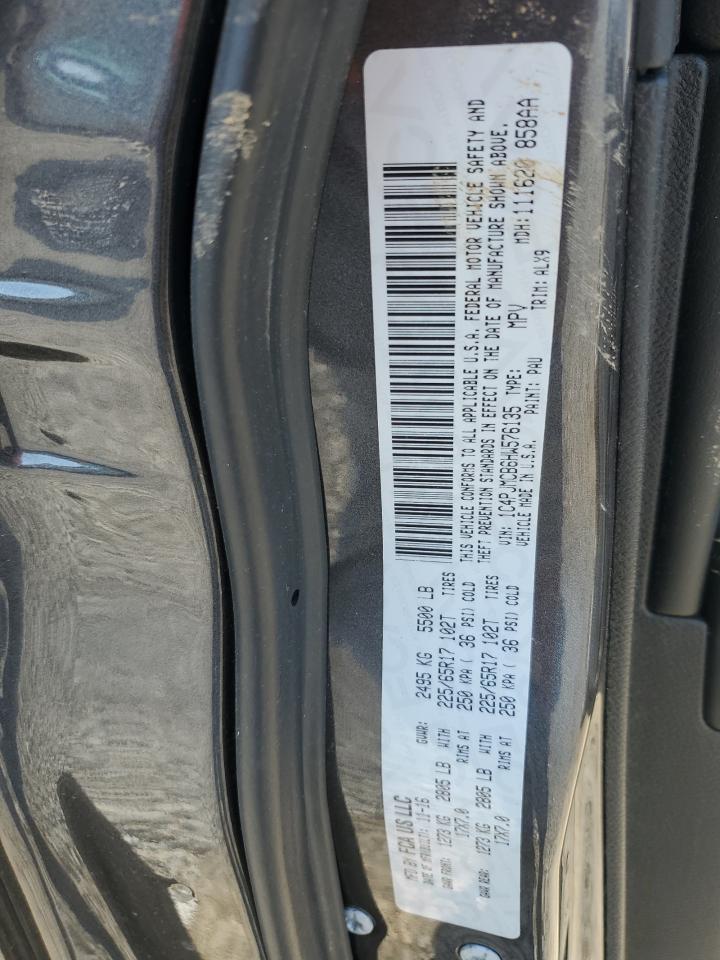 MFD BY FCA US LLC
DATE OF MFR(BUILT): 11-16 GVWR: 2495 KG 5500 LB
GAWR FRONT: 1273 KG 2805 LB WITH 225/65R17 102T TIRES
17X7.0 RIMS AT 250 KPA ( 36 PSI) COLD
GAWR REAR: 1273 KG 2805 LB WITH 225/65R17 102T TIRES
17X7.0 RIMS AT 250 KPA ( 36 PSI) COLD
THIS VEHICLE CONFORMS TO ALL APPLICABLE U.S.A. FEDERAL MOTOR VEHICLE SAFETY AND
THEFT PREVENTION STANDARDS IN EFFECT ON THE DATE OF MANUFACTURE SHOWN ABOVE.
VIN: 1C4PJMCB6HW576135 TYPE: MPV MDH:111620 858AA
VEHICLE MADE IN U.S.A. PAINT: PAU TRIM: ALX9